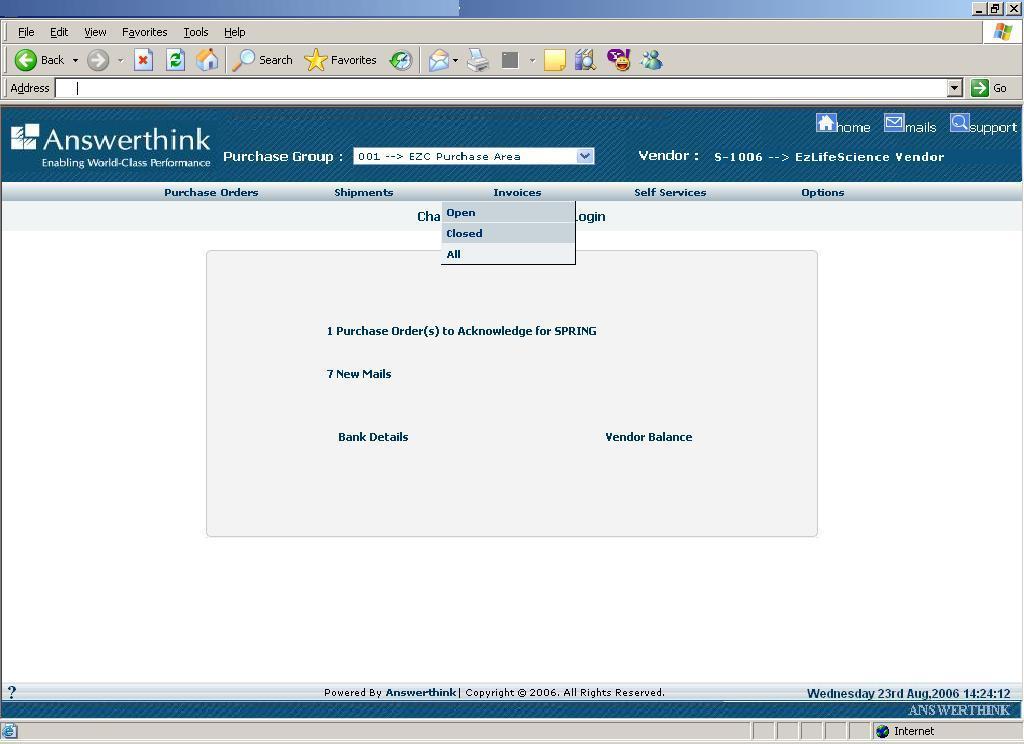 File Edit View Favorites Tools Help
Back Search Favorites
Address Go
Answerthink
Enabling World-Class Performance
home mails support
Purchase Group : 001 --> EZC Purchase Area Vendor : S-1006 --> EzLifeScience Vendor
Purchase Orders Shipments Invoices Self Services Options
Open
Closed
All
1 Purchase Order(s) to Acknowledge for SPRING
7 New Mails
Bank Details Vendor Balance
? Powered By Answerthink| Copyright © 2006. All Rights Reserved. Wednesday 23rd Aug,2006 14:24:12
ANSWERTHINK
Internet